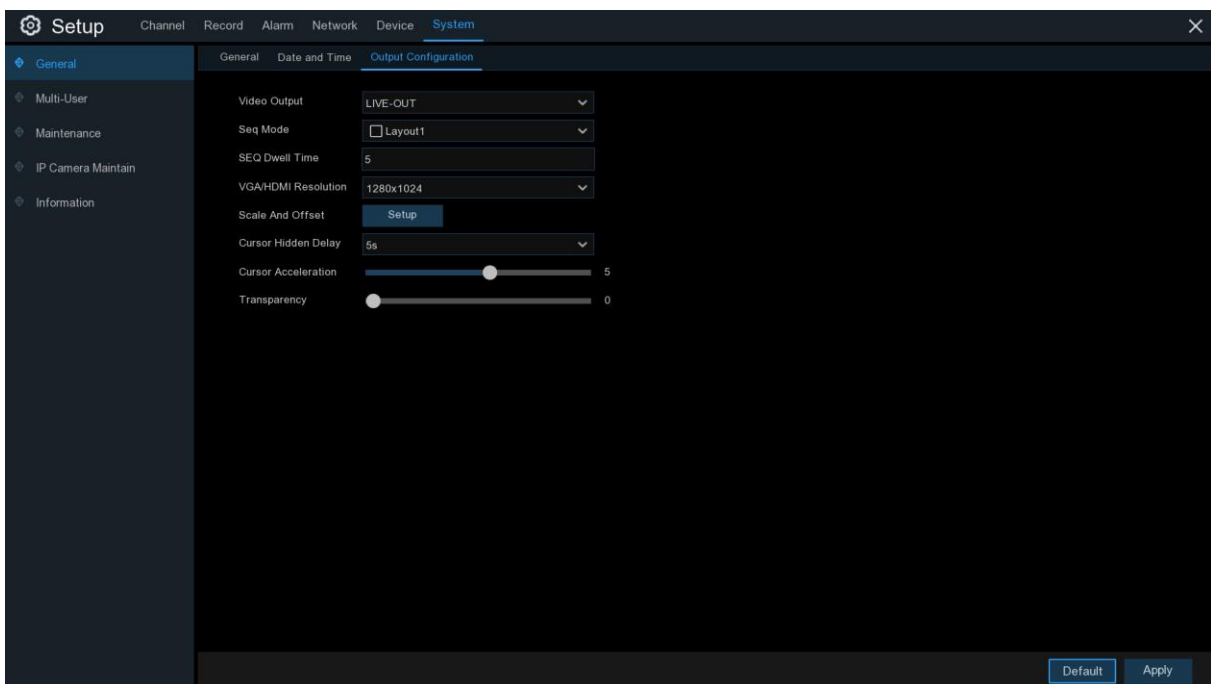 Setup Channel Record Alarm Network Device System
General
Multi-User
Maintenance
IP Camera Maintain
Information
General Date and Time Output Configuration
Video Output LIVE-OUT
Seq Mode Layout1
SEQ Dwell Time 5
VGA/HDMI Resolution 1280x1024
Scale And Offset Setup
Cursor Hidden Delay 5s
Cursor Acceleration 5
Transparency 0
Default Apply